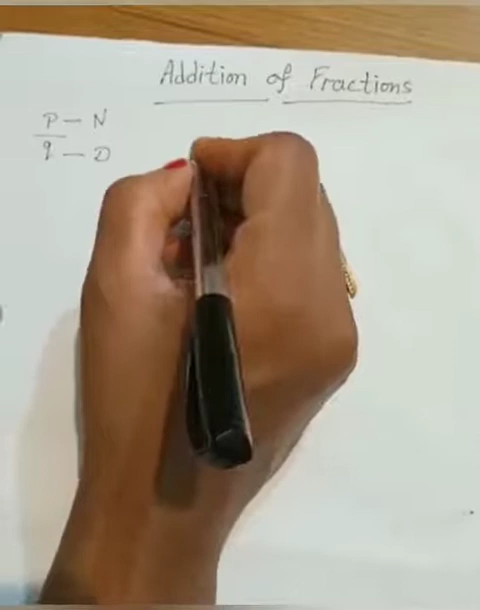 Addition of Fractions
P — N
q — D